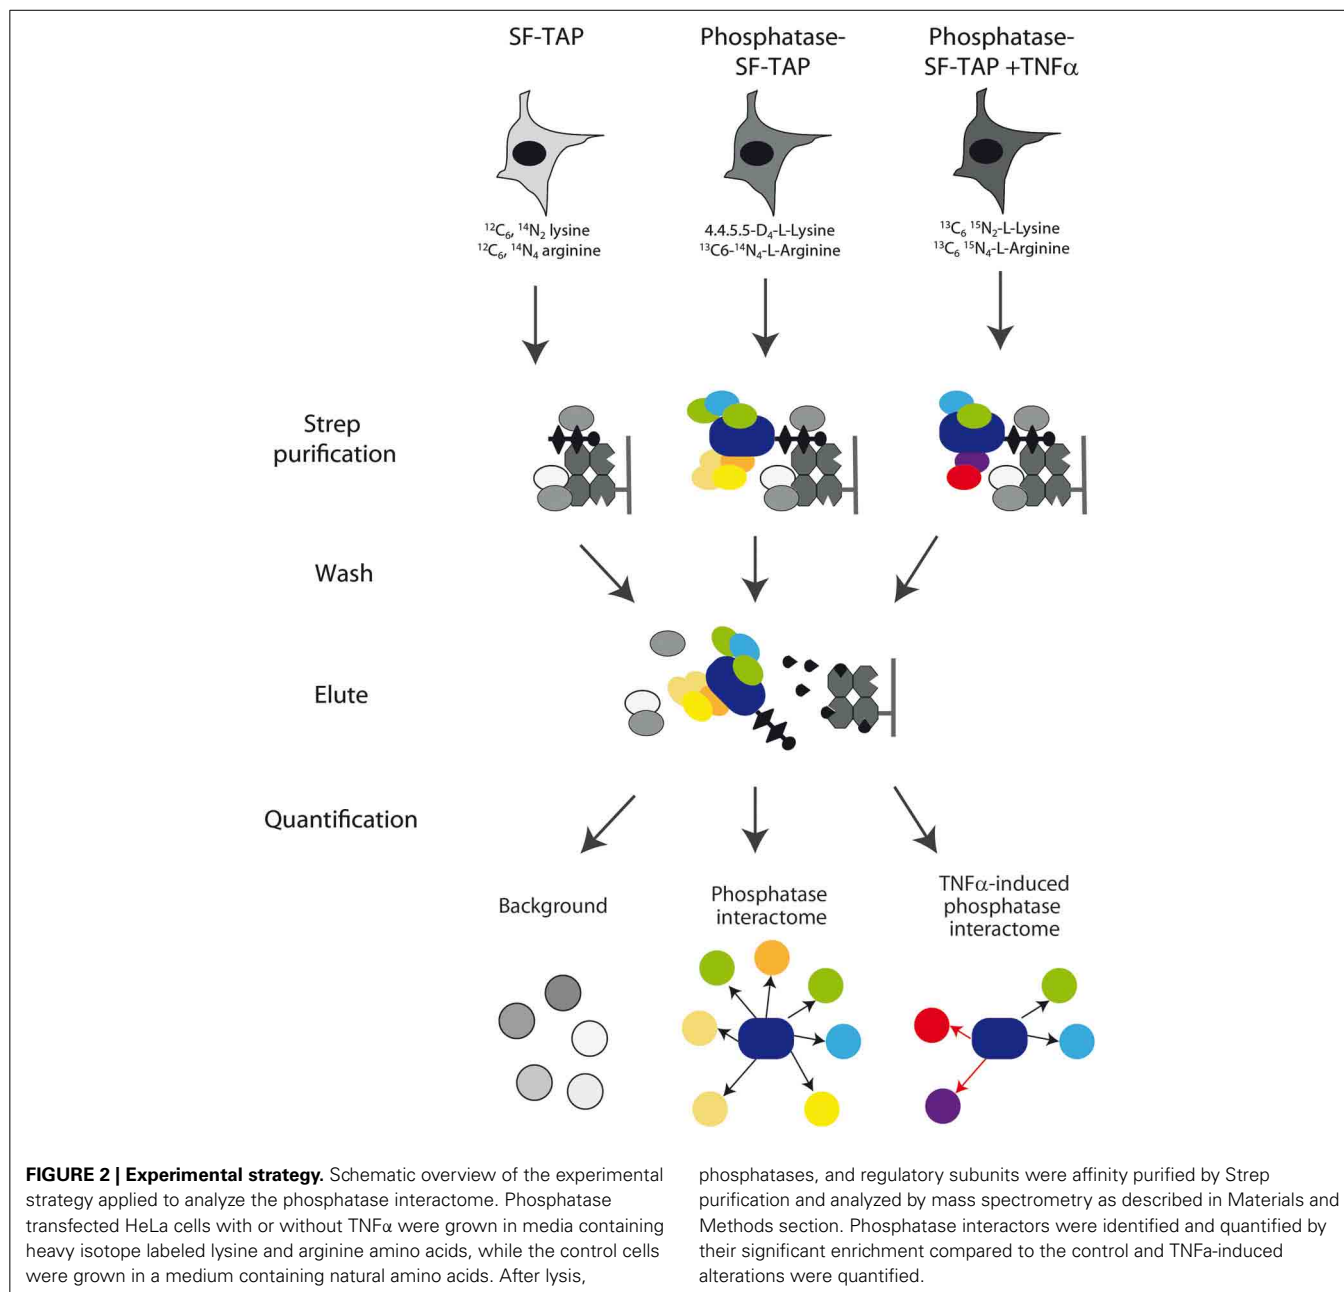 SF-TAP
Phosphatase-
SF-TAP
Phosphatase-
SF-TAP +TNFα
¹²C₆, ¹⁴N₂ lysine
¹²C₆, ¹⁴N₄ arginine
4.4.5.5-D₄-L-Lysine
¹³C6-¹⁴N₄-L-Arginine
¹³C₆ ¹⁵N₂-L-Lysine
¹³C₆ ¹⁵N₄-L-Arginine
Strep
purification
Wash
Elute
Quantification
Background
Phosphatase
interactome
TNFα-induced
phosphatase
interactome
FIGURE 2 | Experimental strategy. Schematic overview of the experimental
strategy applied to analyze the phosphatase interactome. Phosphatase
transfected HeLa cells with or without TNFα were grown in media containing
heavy isotope labeled lysine and arginine amino acids, while the control cells
were grown in a medium containing natural amino acids. After lysis,
phosphatases, and regulatory subunits were affinity purified by Strep
purification and analyzed by mass spectrometry as described in Materials and
Methods section. Phosphatase interactors were identified and quantified by
their significant enrichment compared to the control and TNFa-induced
alterations were quantified.